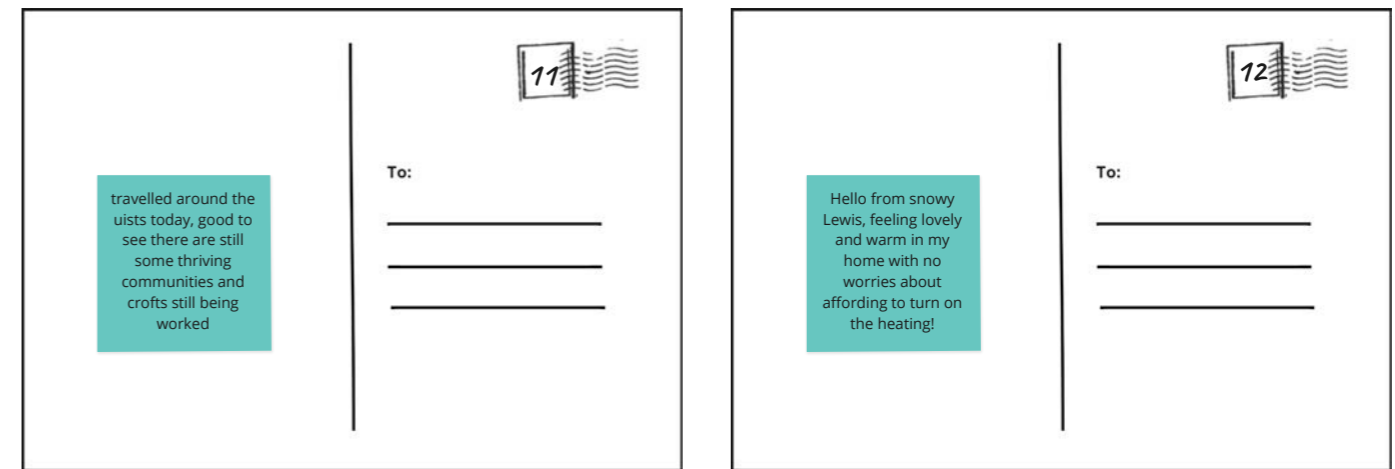 11
To:
travelled around the
uists today, good to
see there are still
some thriving
communities and
crofts still being
worked
12
To:
Hello from snowy
Lewis, feeling lovely
and warm in my
home with no
worries about
affording to turn on
the heating!